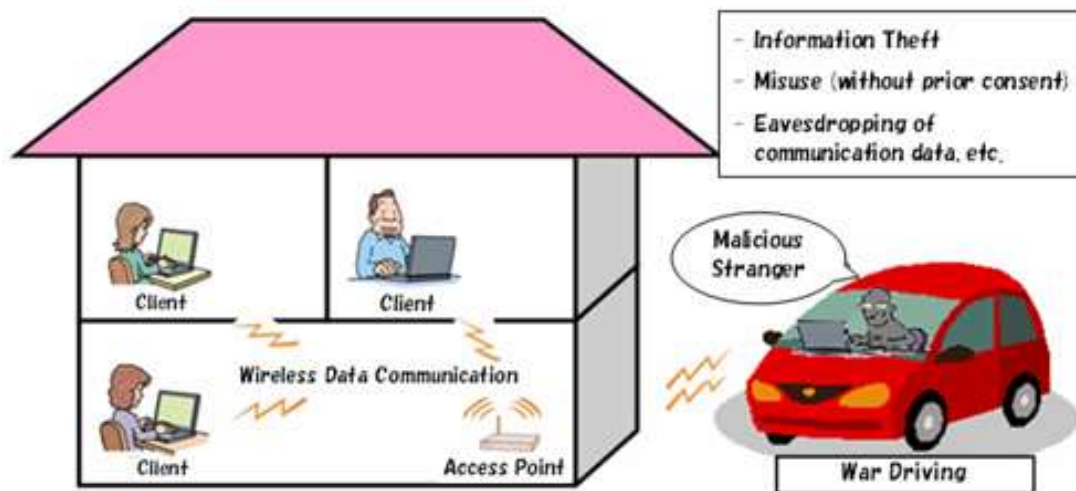 - Information Theft
- Misuse (without prior consent)
- Eavesdropping of
communication data, etc.
Malicious
Stranger
Client
Client
Wireless Data Communication
Client
Access Point
War Driving